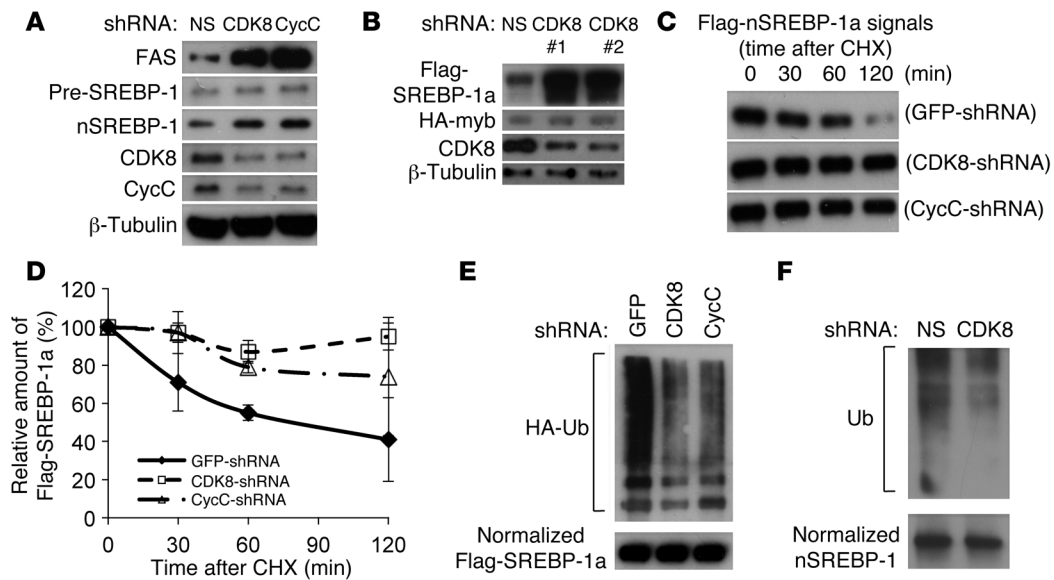 A
shRNA: NS CDK8 CycC
FAS
Pre-SREBP-1
nSREBP-1
CDK8
CycC
β-Tubulin
B
shRNA: NS CDK8 CDK8
#1 #2
Flag-
SREBP-1a
HA-myb
CDK8
β-Tubulin
C
Flag-nSREBP-1a signals
(time after CHX)
0 30 60 120 (min)
(GFP-shRNA)
(CDK8-shRNA)
(CycC-shRNA)
D
Relative amount of
Flag-SREBP-1a (%)
120
100
80
60
40
20
0
GFP-shRNA
CDK8-shRNA
CycC-shRNA
0 30 60 90 120
Time after CHX (min)
E
shRNA: GFP CDK8 CycC
HA-Ub
Normalized
Flag-SREBP-1a
F
shRNA: NS CDK8
Ub
Normalized
nSREBP-1